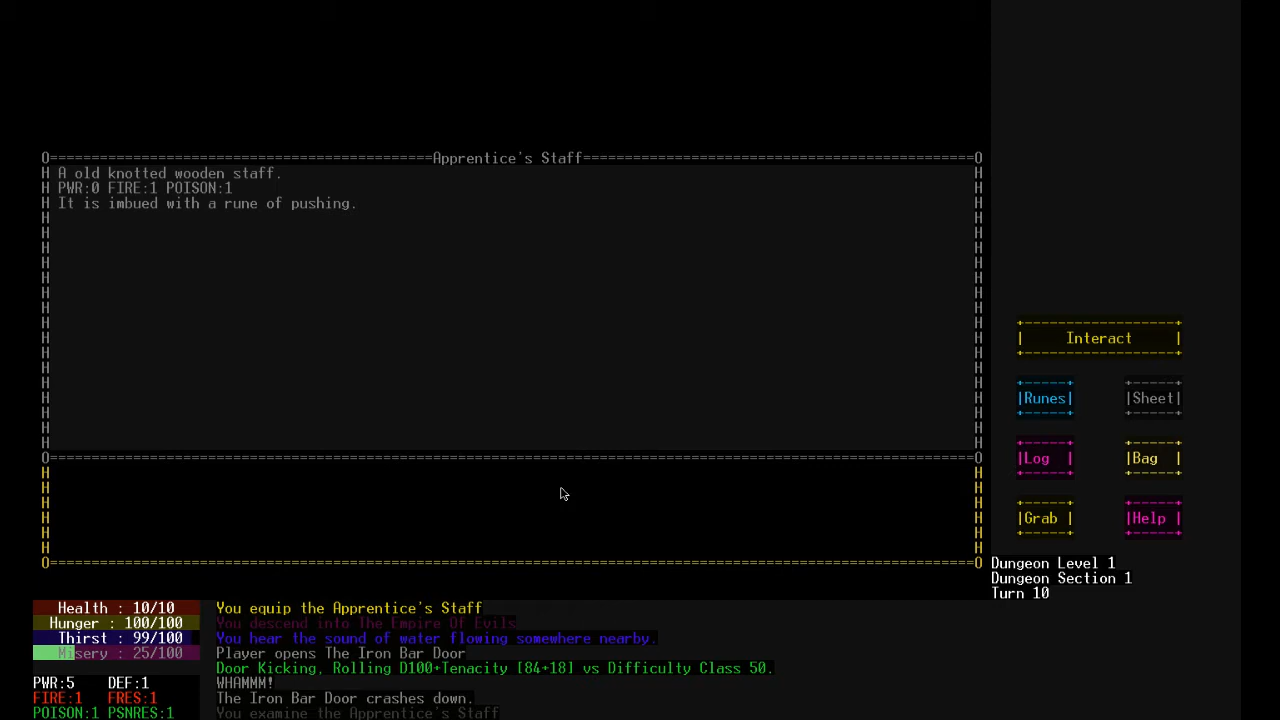 Apprentice's Staff
A old knotted wooden staff.
PWR:0 FIRE:1 POISON:1
It is imbued with a rune of pushing.
Interact
Runes
Sheet
Log
Bag
Grab
Help
Dungeon Level 1
Dungeon Section 1
Turn 10
Health : 10/10
Hunger : 100/100
Thirst : 99/100
Misery : 25/100
PWR:5 DEF:1
FIRE:1 FRES:1
POISON:1 PSNRES:1
You equip the Apprentice's Staff
You descend into The Empire Of Evils
You hear the sound of water flowing somewhere nearby.
Player opens The Iron Bar Door
Door Kicking, Rolling D100+Tenacity [84+18] vs Difficulty Class 50.
WHAMMM!
The Iron Bar Door crashes down.
You examine the Apprentice's Staff